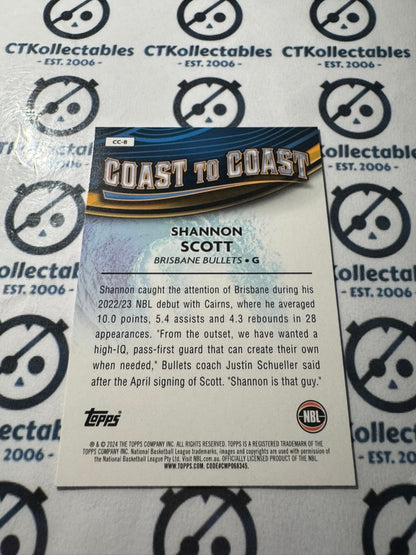 CTKollectables
- EST. 2006 -
CC-8
COAST TO COAST
SHANNON
SCOTT
BRISBANE BULLETS • G
Shannon caught the attention of Brisbane during his
2022/23 NBL debut with Cairns, where he averaged
10.0 points, 5.4 assists and 4.3 rebounds in 28
appearances. "From the outset, we have wanted a
high-IQ, pass-first guard that can create their own
when needed," Bullets coach Justin Schueller said
after the April signing of Scott. "Shannon is that guy."
Topps
NBL
® & © 2024 THE TOPPS COMPANY INC. ALL RIGHTS RESERVED. TOPPS IS A REGISTERED TRADEMARK OF THE
TOPPS COMPANY INC. National Basketball League trademarks, images and copyrights are used with permission of
the National Basketball League Pty Ltd. Visit NBL.com.au. OFFICIALLY LICENSED PRODUCT OF THE NBL.
WWW.TOPPS.COM. CODE#CMP068345.